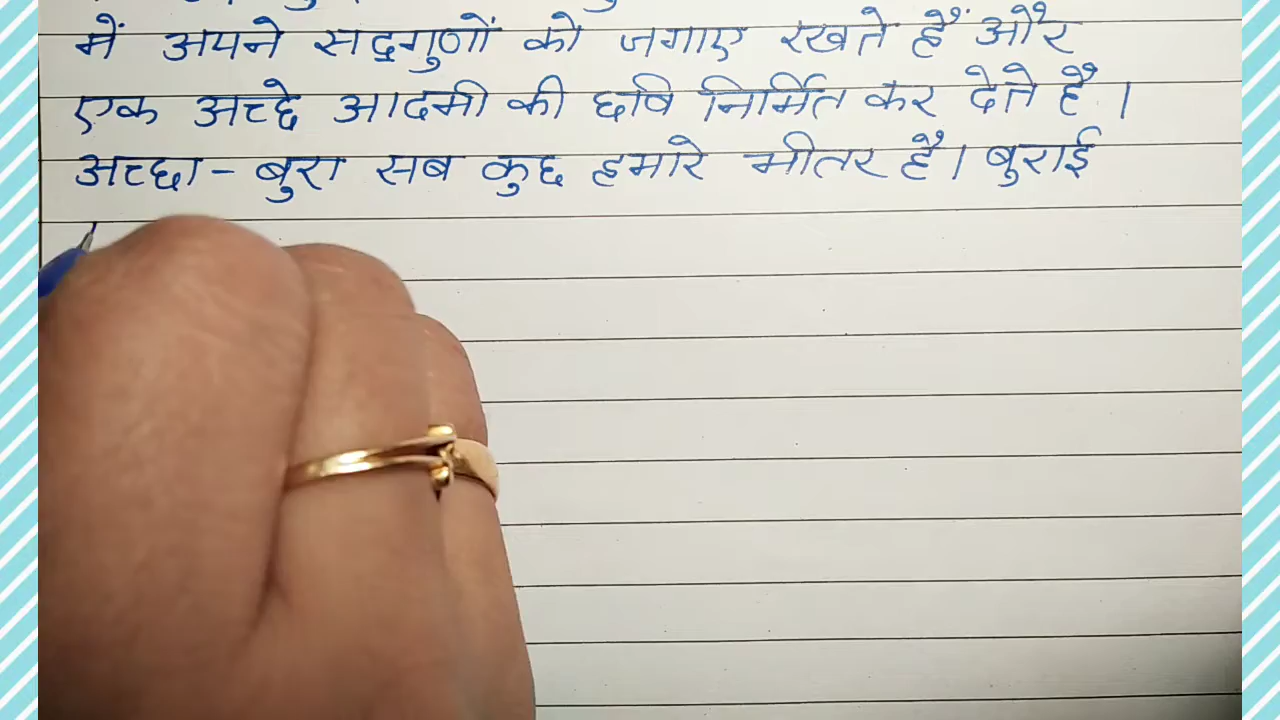 में अपने सद्गुणों को जगाए रखते हैं और
एक अच्छे आदमी की छवि निर्मित कर देते है।
अच्छा - बुरा सब कुछ हमारे भीतर है। बुराई